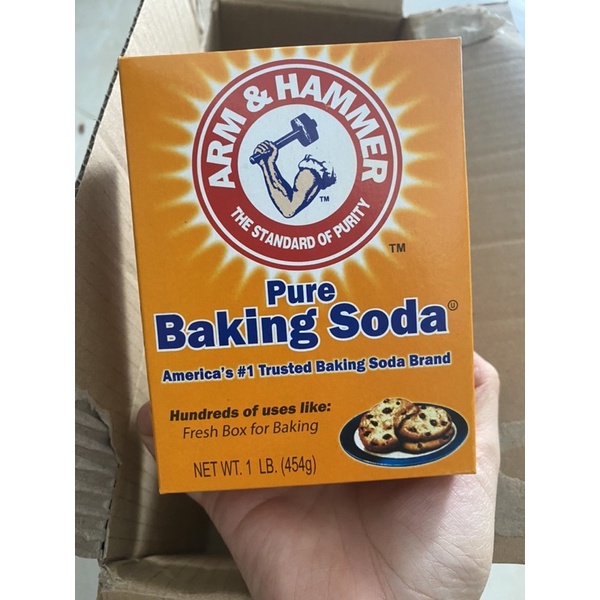 ARM & HAMMER
TM
THE STANDARD OF PURITY
TM
Pure
Baking Soda U
America's #1 Trusted Baking Soda Brand
Hundreds of uses like:
Fresh Box for Baking
NET WT. 1 LB. (454g)